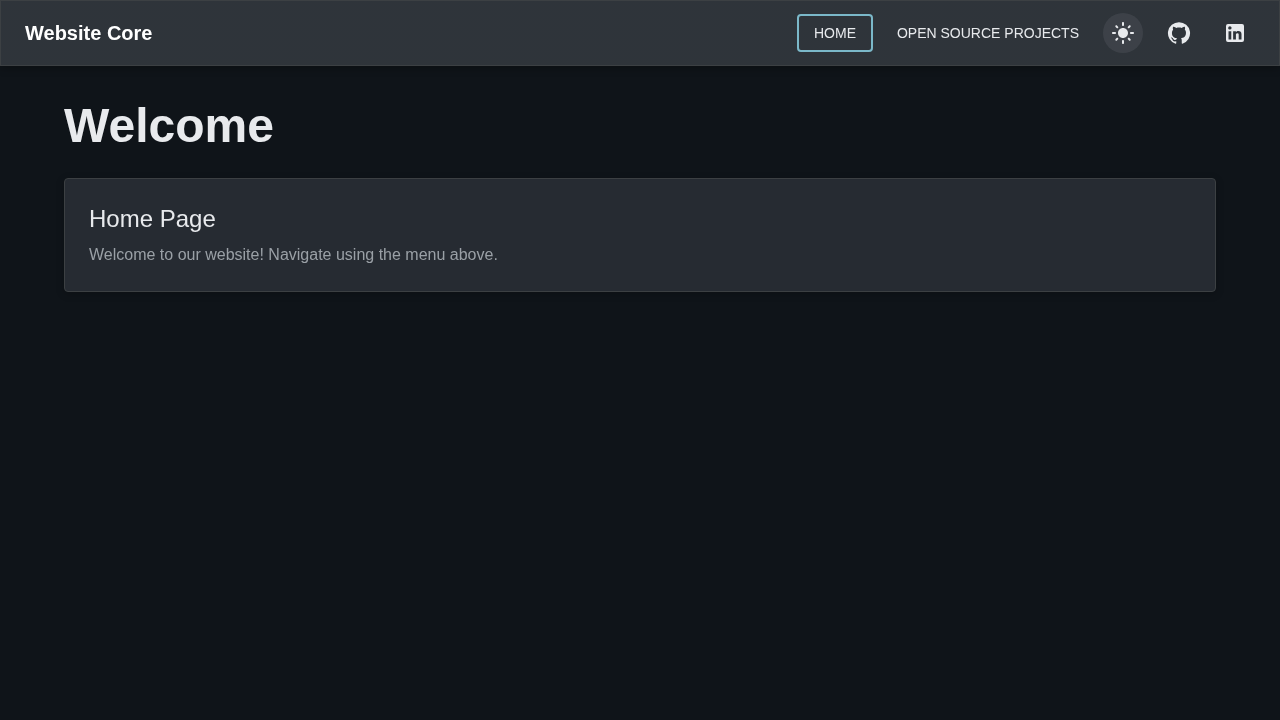 Website Core
HOME
OPEN SOURCE PROJECTS
Welcome
Home Page
Welcome to our website! Navigate using the menu above.